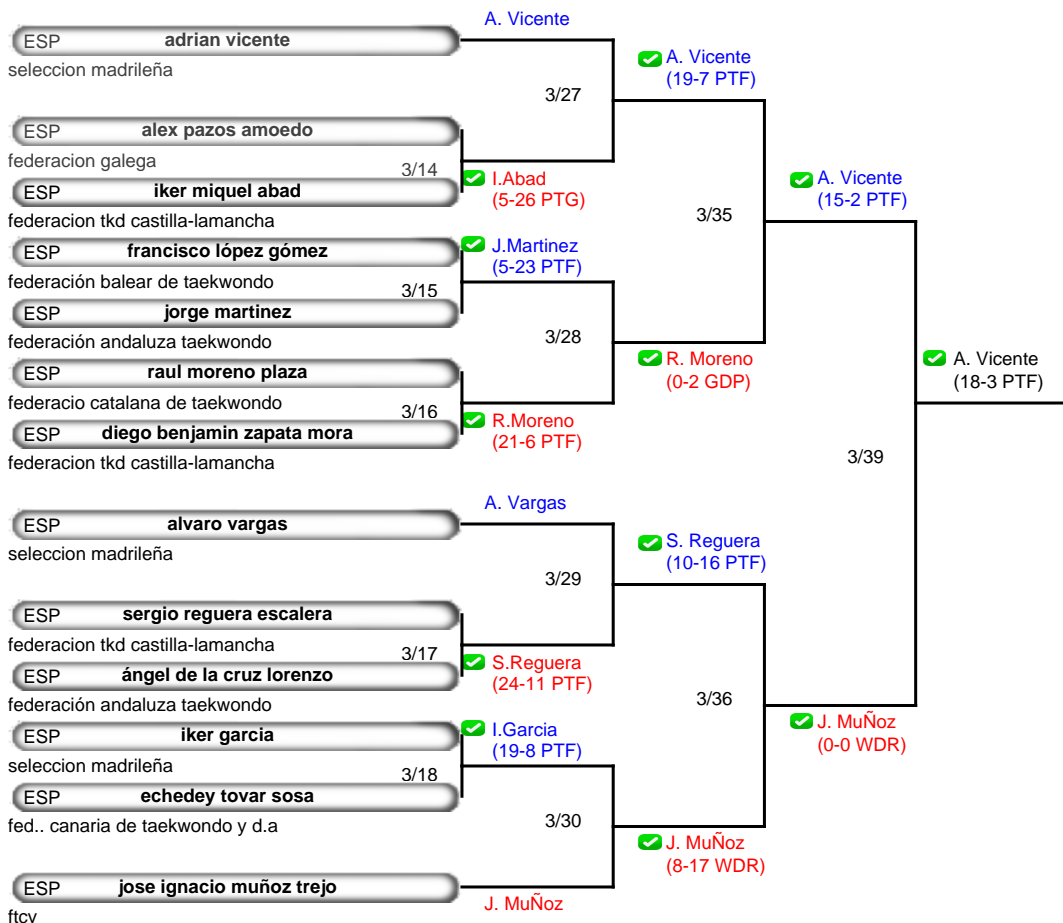 A. Vicente
ESP adrian vicente
seleccion madrileña
A. Vicente
(19-7 PTF)
3/27
ESP alex pazos amoedo
federacion galega
3/14
ESP iker miquel abad
federacion tkd castilla-lamancha
I.Abad
(5-26 PTG)
A. Vicente
(15-2 PTF)
3/35
ESP francisco lópez gómez
federación balear de taekwondo
J.Martinez
(5-23 PTF)
3/15
ESP jorge martinez
federación andaluza taekwondo
3/28
R. Moreno
(0-2 GDP)
ESP raul moreno plaza
federacio catalana de taekwondo
3/16
ESP diego benjamin zapata mora
federacion tkd castilla-lamancha
R.Moreno
(21-6 PTF)
A. Vicente
(18-3 PTF)
3/39
A. Vargas
ESP alvaro vargas
seleccion madrileña
S. Reguera
(10-16 PTF)
3/29
ESP sergio reguera escalera
federacion tkd castilla-lamancha
3/17
ESP ángel de la cruz lorenzo
federación andaluza taekwondo
S.Reguera
(24-11 PTF)
3/36
J. MuÑoz
(0-0 WDR)
ESP iker garcia
seleccion madrileña
I.Garcia
(19-8 PTF)
3/18
ESP echedey tovar sosa
fed.. canaria de taekwondo y d.a
3/30
J. MuÑoz
(8-17 WDR)
ESP jose ignacio muñoz trejo
ftcv
J. MuÑoz